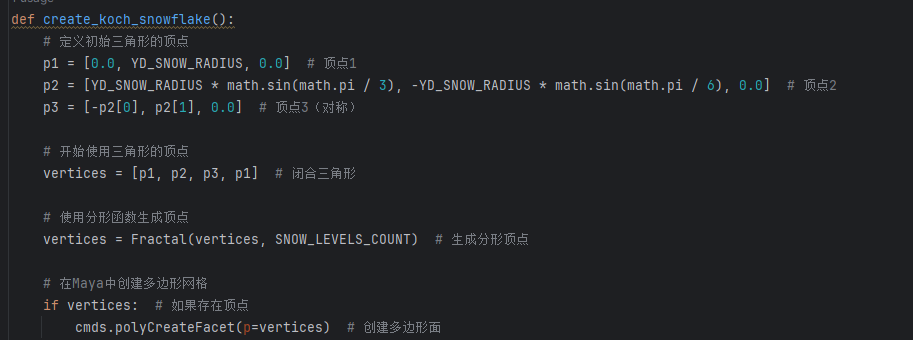 def create_koch_snowflake():
    # 定义初始三角形的顶点
    p1 = [0.0, YD_SNOW_RADIUS, 0.0]  # 顶点1
    p2 = [YD_SNOW_RADIUS * math.sin(math.pi / 3), -YD_SNOW_RADIUS * math.sin(math.pi / 6), 0.0]  # 顶点2
    p3 = [-p2[0], p2[1], 0.0]  # 顶点3（对称）
    # 开始使用三角形的顶点
    vertices = [p1, p2, p3, p1]  # 闭合三角形
    # 使用分形函数生成顶点
    vertices = Fractal(vertices, SNOW_LEVELS_COUNT)  # 生成分形顶点
    # 在Maya中创建多边形网格
    if vertices:  # 如果存在顶点
        cmds.polyCreateFacet(p=vertices)  # 创建多边形面